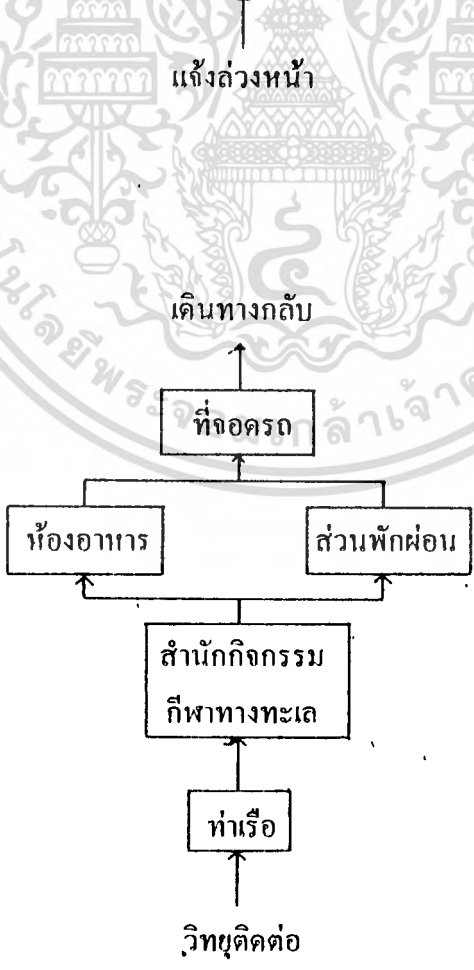 แจ้งล่วงหน้า
เดินทางกลับ
ที่จอดรถ
ห้องอาหาร
ส่วนพักผ่อน
สำนักกิจกรรม
กีฬาทางทะเล
ท่าเรือ
วิทยุติดต่อ